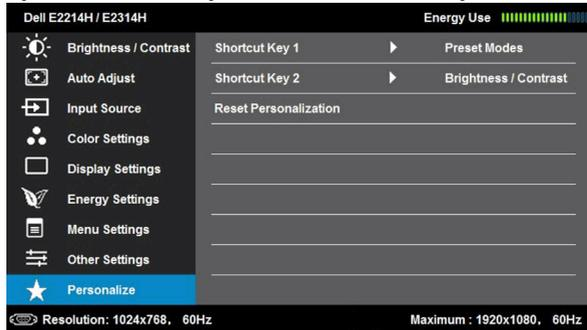 Dell E2214H / E2314H Energy Use
Brightness / Contrast Shortcut Key 1 Preset Modes
Auto Adjust Shortcut Key 2 Brightness / Contrast
Input Source Reset Personalization
Color Settings
Display Settings
Energy Settings
Menu Settings
Other Settings
Personalize
Resolution: 1024x768, 60Hz Maximum : 1920x1080, 60Hz